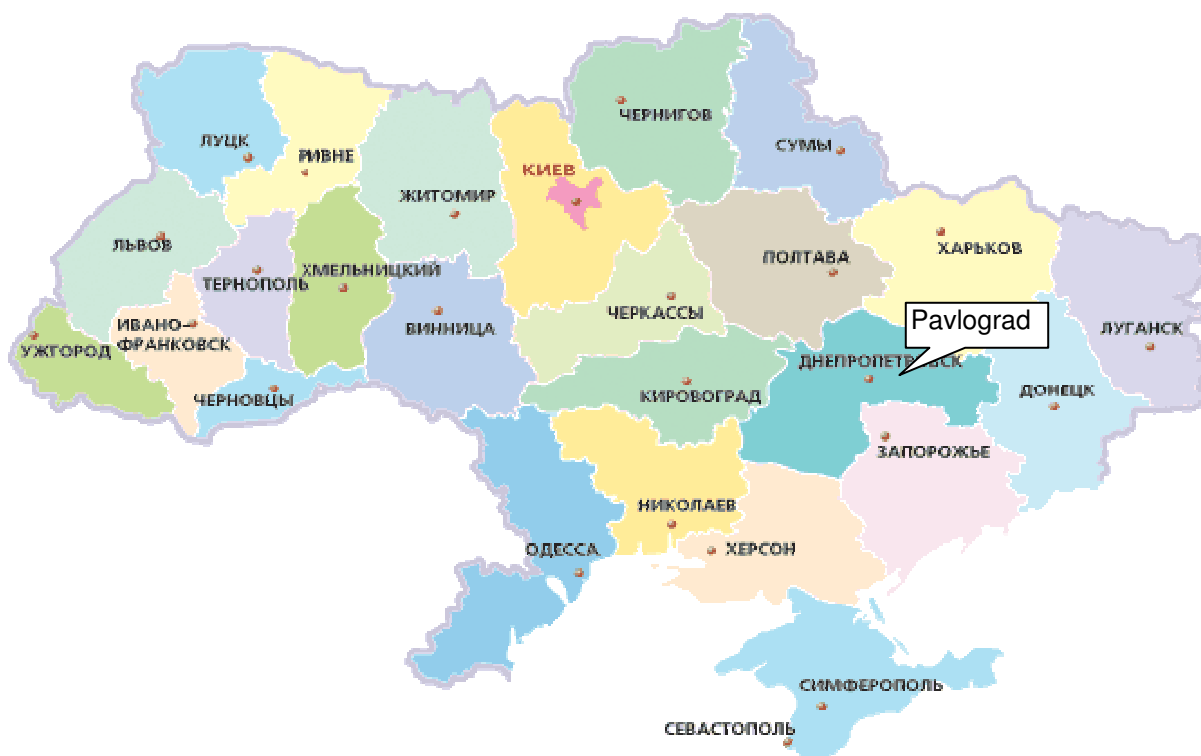 ЧЕРНИГОВ
ЛУЦК
СУМЫ
РИВНЕ
КИЕВ
ЖИТОМИР
ЛЬВОВ
ХАРЬКОВ
ПОЛТАВА
ХМЕЛЬНИЦКИЙ
ТЕРНОПОЛЬ
ЧЕРКАССЫ
Pavlograd
ИВАНО-
ФРАНКОВСК
ВИННИЦА
ЛУГАНСК
УЖГОРОД
ДНЕПРОПЕТРОВСК
ДОНЕЦК
ЧЕРНОВЦЫ
КИРОВОГРАД
ЗАПОРОЖЬЕ
НИКОЛАЕВ
ОДЕССА
ХЕРСОН
СИМФЕРОПОЛЬ
СЕВАСТОПОЛЬ